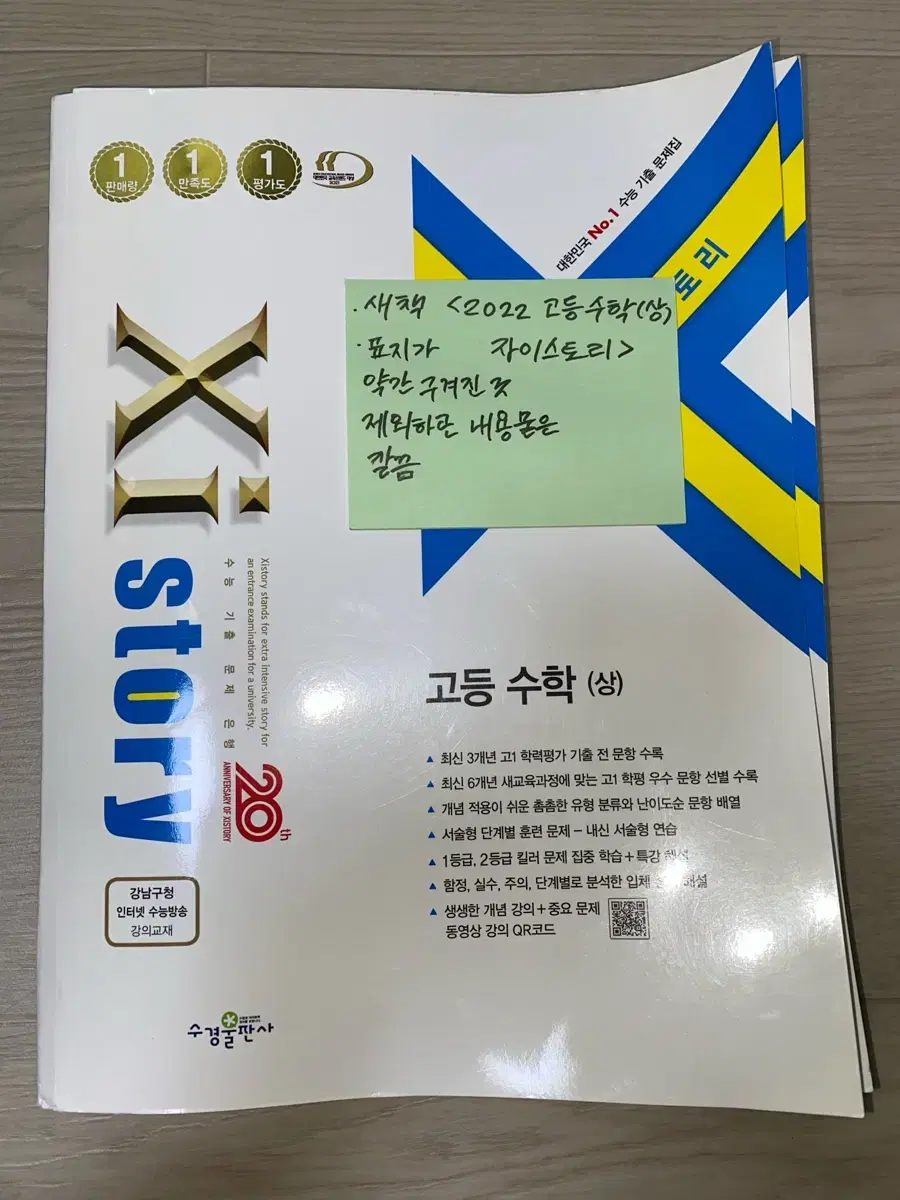 1
판매량
1
만족도
1
평가도
2021
대한민국 No.1 수능 기출 문제집
토리
· 새책 <2022 고등수학(상)
· 표지가 자이스토리>
약간 구겨진 것
제외하면 내용물은
깔끔
Xi
story
Xistory stands for extra intensive story for
an entrance examination for a university.
수능 기출 문제 은행
20th
ANNIVERSARY OF XISTORY
고등 수학 (상)
▲ 최신 3개년 고1 학력평가 기출 전 문항 수록
▲ 최신 6개년 새교육과정에 맞는 고1 학평 우수 문항 선별 수록
▲ 개념 적용이 쉬운 촘촘한 유형 분류와 난이도순 문항 배열
▲ 서술형 단계별 훈련 문제 – 내신 서술형 연습
▲ 1등급, 2등급 킬러 문제 집중 학습 + 특강 해설
▲ 함정, 실수, 주의, 단계별로 분석한 입체 해설
▲ 생생한 개념 강의 + 중요 문제
동영상 강의 QR코드
강남구청
인터넷 수능방송
강의교재
수경출판사